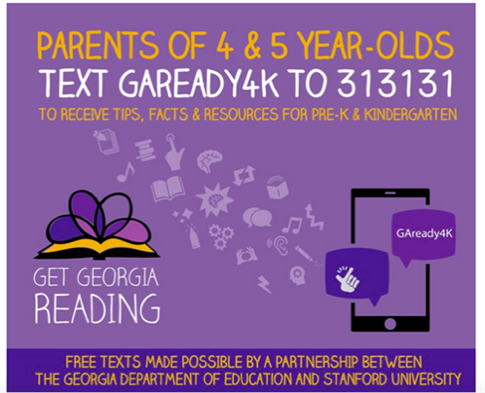 PARENTS OF 4 & 5 YEAR-OLDS
TEXT GAREADY4K TO 313131
TO RECEIVE TIPS, FACTS & RESOURCES FOR PRE-K & KINDERGARTEN
GAready4K
GET GEORGIA
READING
FREE TEXTS MADE POSSIBLE BY A PARTNERSHIP BETWEEN
THE GEORGIA DEPARTMENT OF EDUCATION AND STANFORD UNIVERSITY